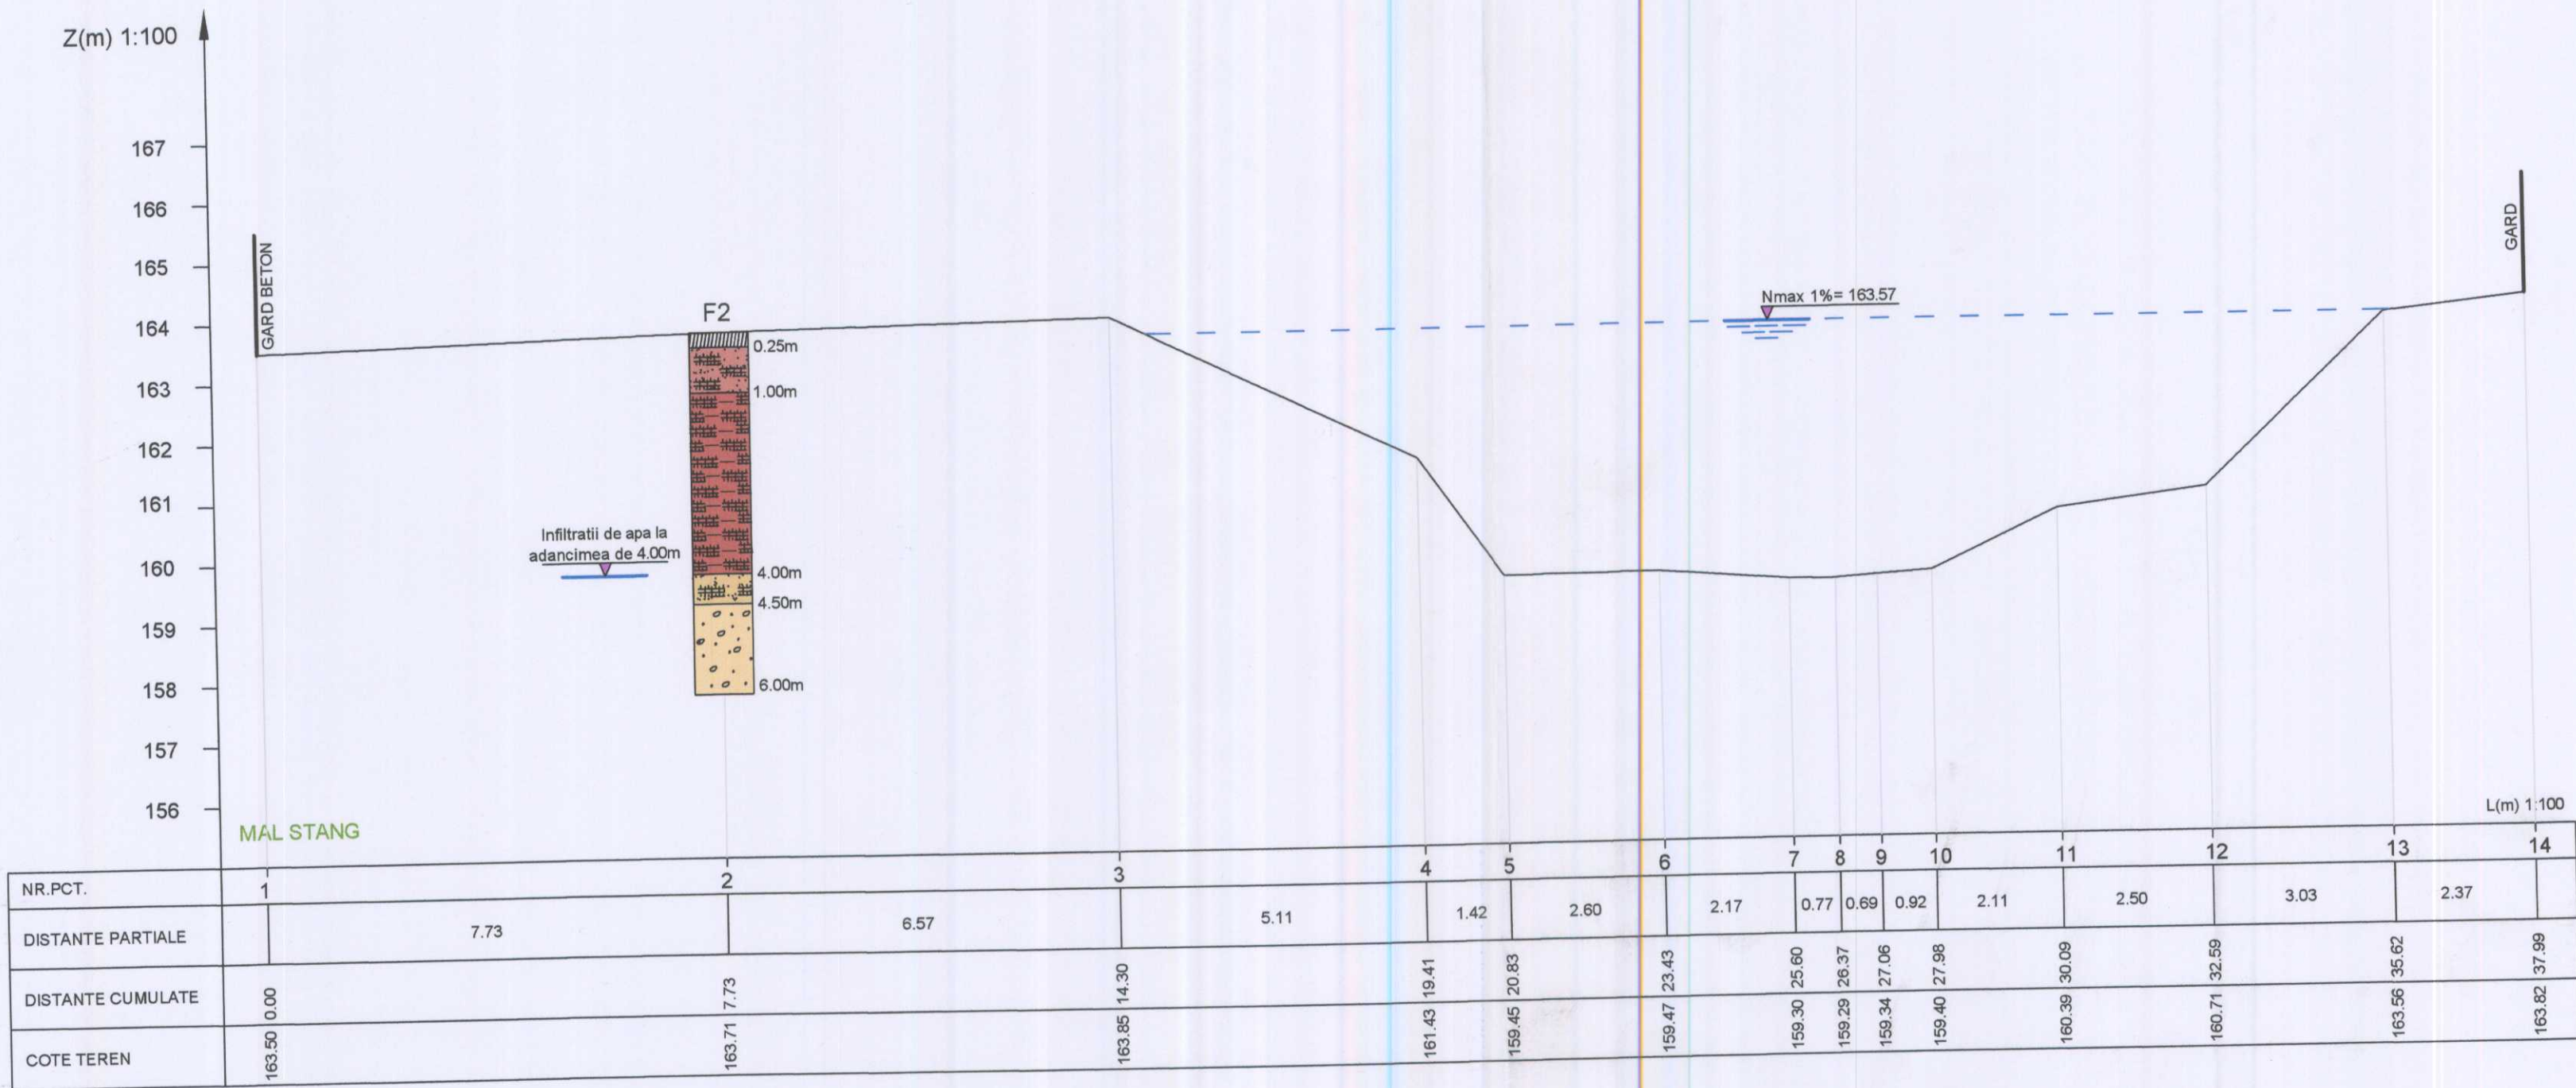 Z(m) 1:100
167
166
165
164
163
162
161
160
159
158
157
156
GARD BETON
F2
0.25m
1.00m
4.00m
4.50m
6.00m
Infiltratii de apa la
adancimea de 4.00m
Nmax 1%= 163.57
GARD
MAL STANG
L(m) 1:100
NR.PCT. 1 2 3 4 5 6 7 8 9 10 11 12 13 14
DISTANTE PARTIALE 7.73 6.57 5.11 1.42 2.60 2.17 0.77 0.69 0.92 2.11 2.50 3.03 2.37
DISTANTE CUMULATE 0.00 7.73 14.30 19.41 20.83 23.43 25.60 26.37 27.06 27.98 30.09 32.59 35.62 37.99
COTE TEREN 163.50 163.71 163.85 161.43 159.45 159.47 159.30 159.29 159.34 159.40 160.39 160.71 163.56 163.82